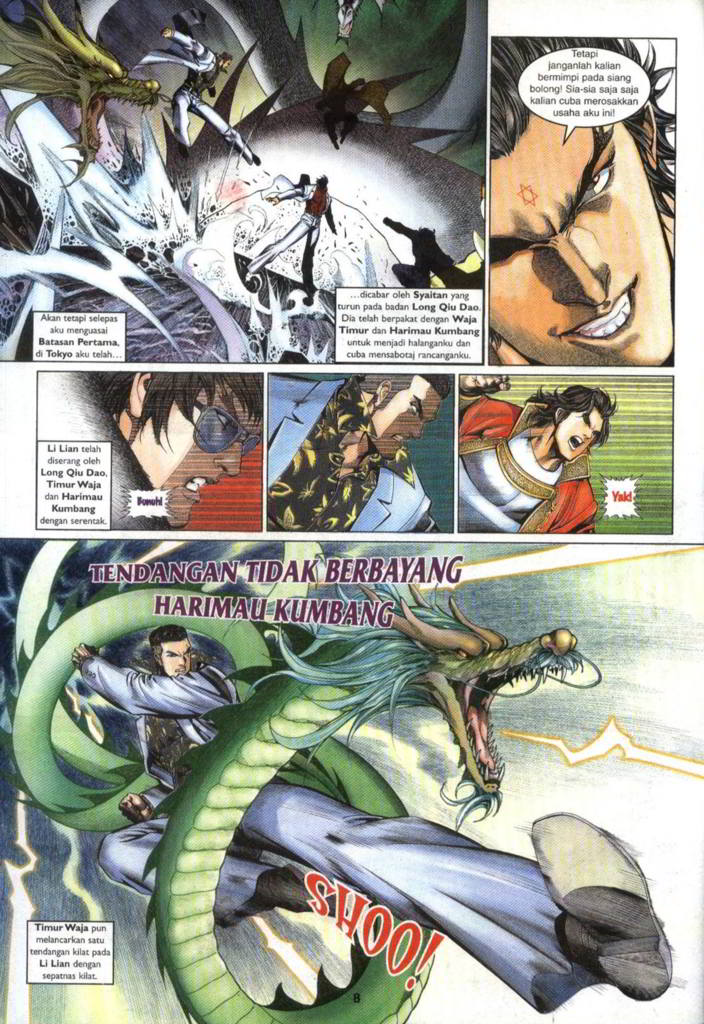 Akan tetapi selepas
aku menguasai
Batasan Pertama,
di Tokyo aku telah...
...dicabar oleh Syaitan yang
turun pada badan Long Qiu Dao.
Dia telah berpakat dengan Waja
Timur dan Harimau Kumbang
untuk menjadi halanganku dan
cuba mensabotaj rancanganku.
Tetapi
janganlah kalian
bermimpi pada siang
bolong! Sia-sia saja saja
kalian cuba merosakkan
usaha aku ini!
Li Lian telah
diserang oleh
Long Qiu Dao,
Timur Waja
dan Harimau
Kumbang
dengan serentak.
Bunuh!
Yak!
TENDANGAN TIDAK BERBAYANG
HARIMAU KUMBANG
SHOO!
Timur Waja pun
melancarkan satu
tendangan kilat pada
Li Lian dengan
sepatnas kilat.
8